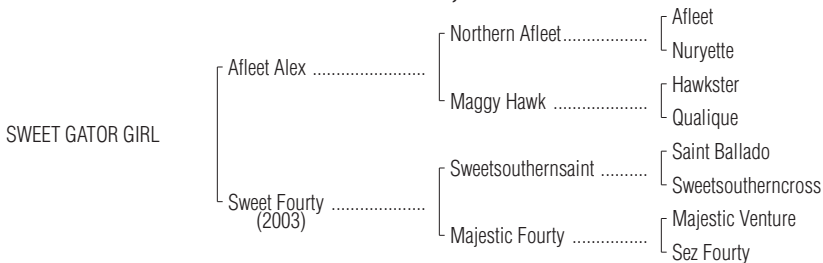 Afleet
Northern Afleet
Nuryette
Afleet Alex
Hawkster
Maggy Hawk
Qualique
SWEET GATOR GIRL
Saint Ballado
Sweetsouthernsaint
Sweetsoutherncross
Sweet Fourty
(2003)
Majestic Venture
Majestic Fourty
Sez Fourty